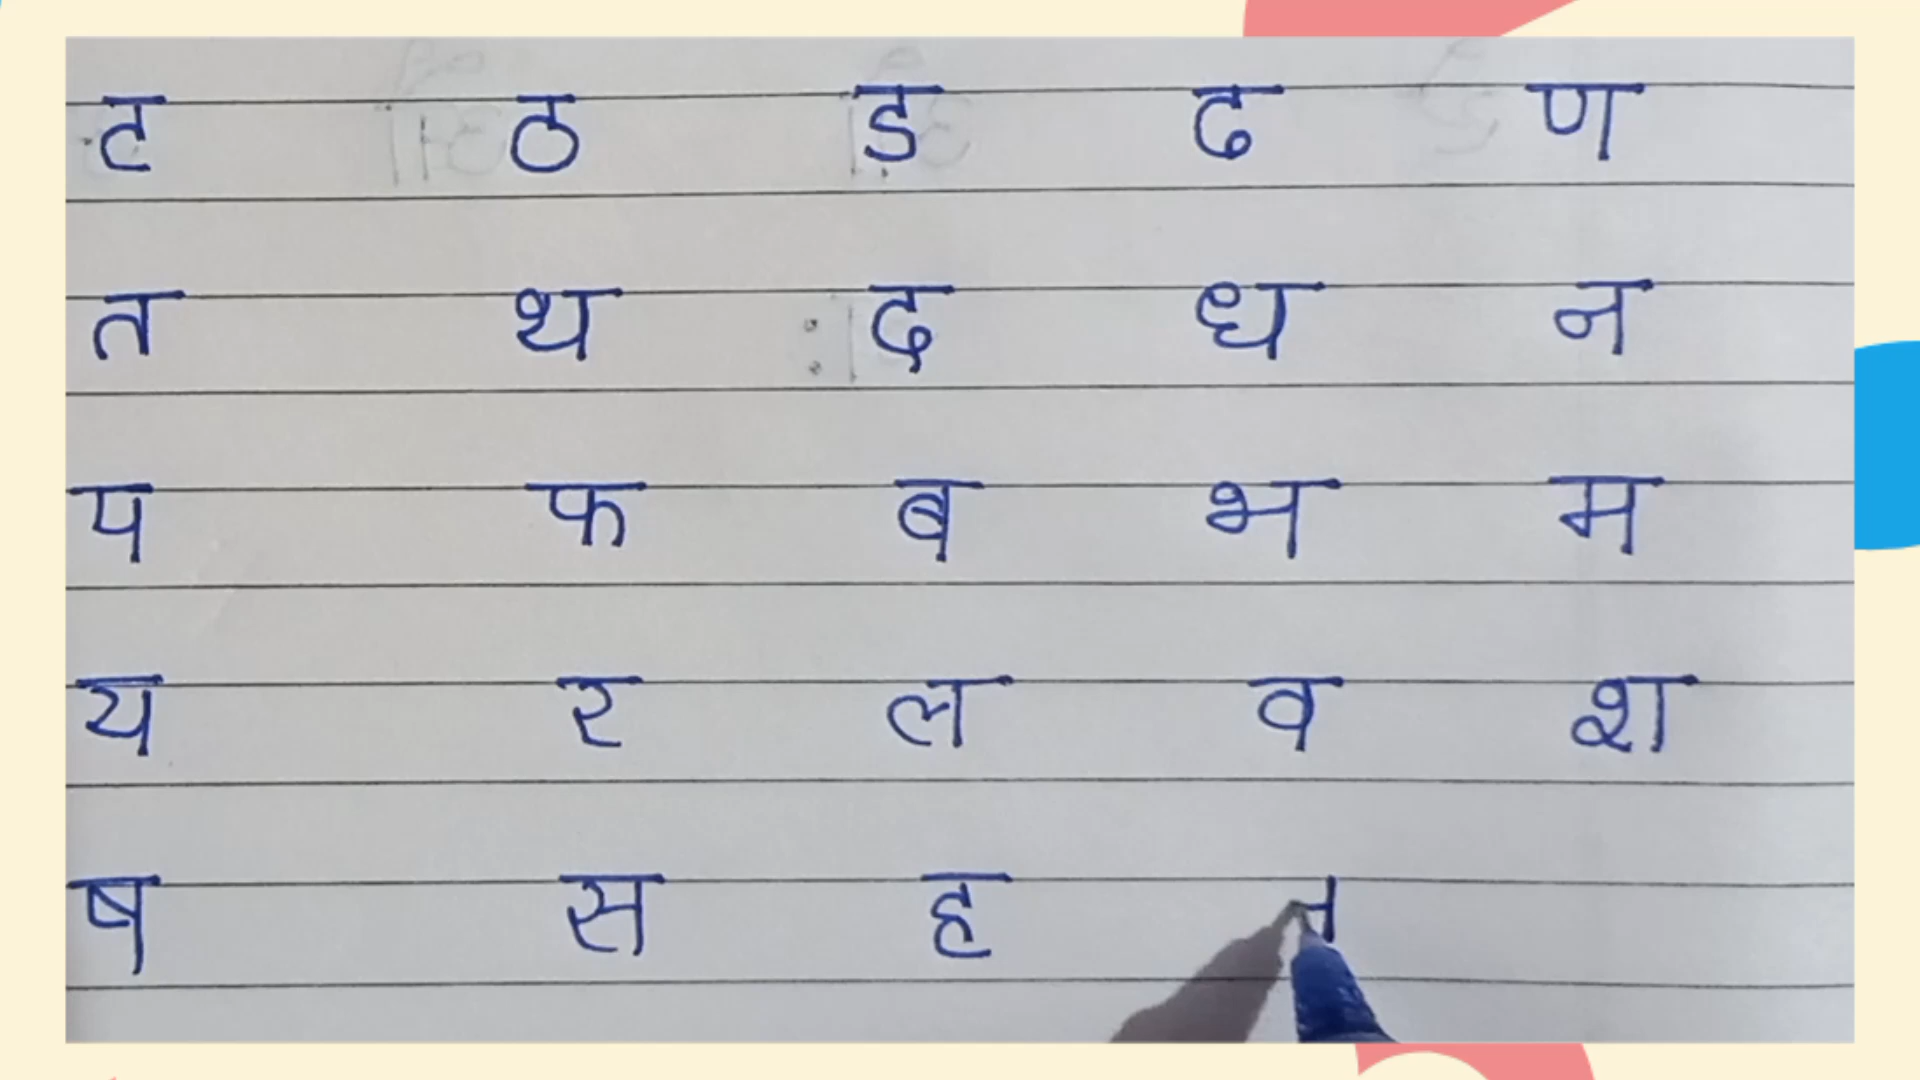 ट ठ ड ढ ण
त थ द ध न
प फ ब भ म
य र ल व श
ष स ह